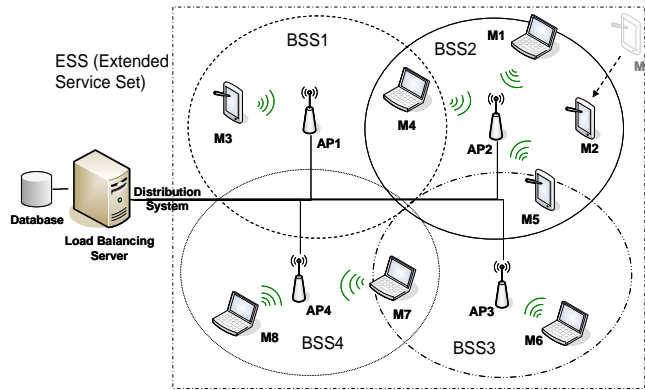 ESS (Extended
Service Set)
BSS1
BSS2
M1
M
M3
AP1
M4
AP2
M2
M5
Distribution
System
Database
Load Balancing
Server
AP4
M7
AP3
M8
BSS4
BSS3
M6